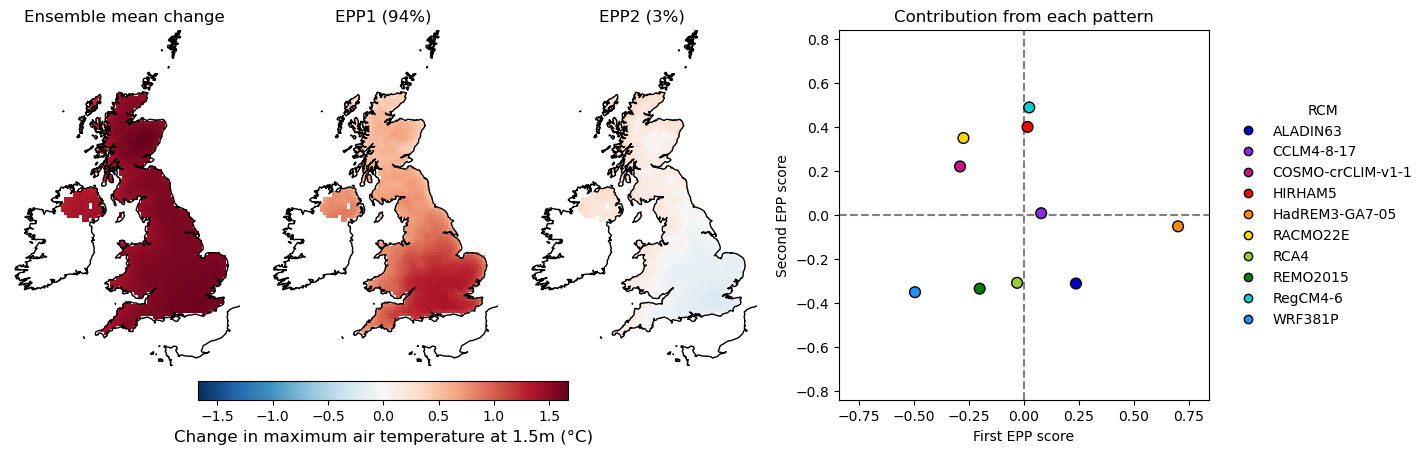 Ensemble mean change
EPP1 (94%)
EPP2 (3%)
−1.5
−1.0
−0.5
0.0
0.5
1.0
1.5
Change in maximum air temperature at 1.5m (°C)
Contribution from each pattern
Second EPP score
0.8
0.6
0.4
0.2
0.0
−0.2
−0.4
−0.6
−0.8
−0.75
−0.50
−0.25
0.00
0.25
0.50
0.75
First EPP score
RCM
ALADIN63
CCLM4-8-17
COSMO-crCLIM-v1-1
HIRHAM5
HadREM3-GA7-05
RACMO22E
RCA4
REMO2015
RegCM4-6
WRF381P